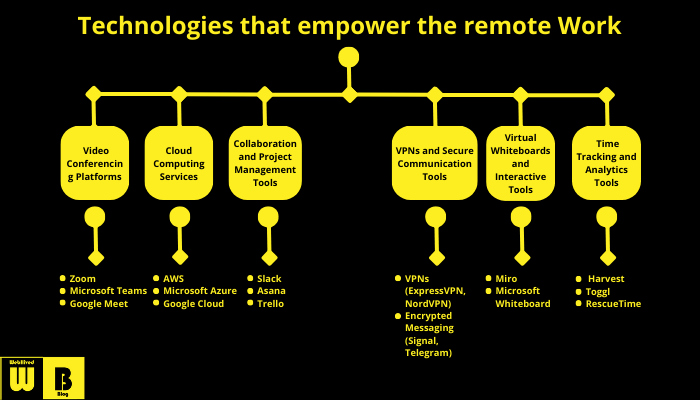 Technologies that empower the remote Work
Video
Conferencin
g Platforms
Cloud
Computing
Services
Collaboration
and Project
Management
Tools
VPNs and Secure
Communication
Tools
Virtual
Whiteboards
and
Interactive
Tools
Time
Tracking and
Analytics
Tools
Zoom
Microsoft Teams
Google Meet
AWS
Microsoft Azure
Google Cloud
Slack
Asana
Trello
VPNs
(ExpressVPN,
NordVPN)
Encrypted
Messaging
(Signal,
Telegram)
Miro
Microsoft
Whiteboard
Harvest
Toggl
RescueTime
WebHired
W
B
Blog